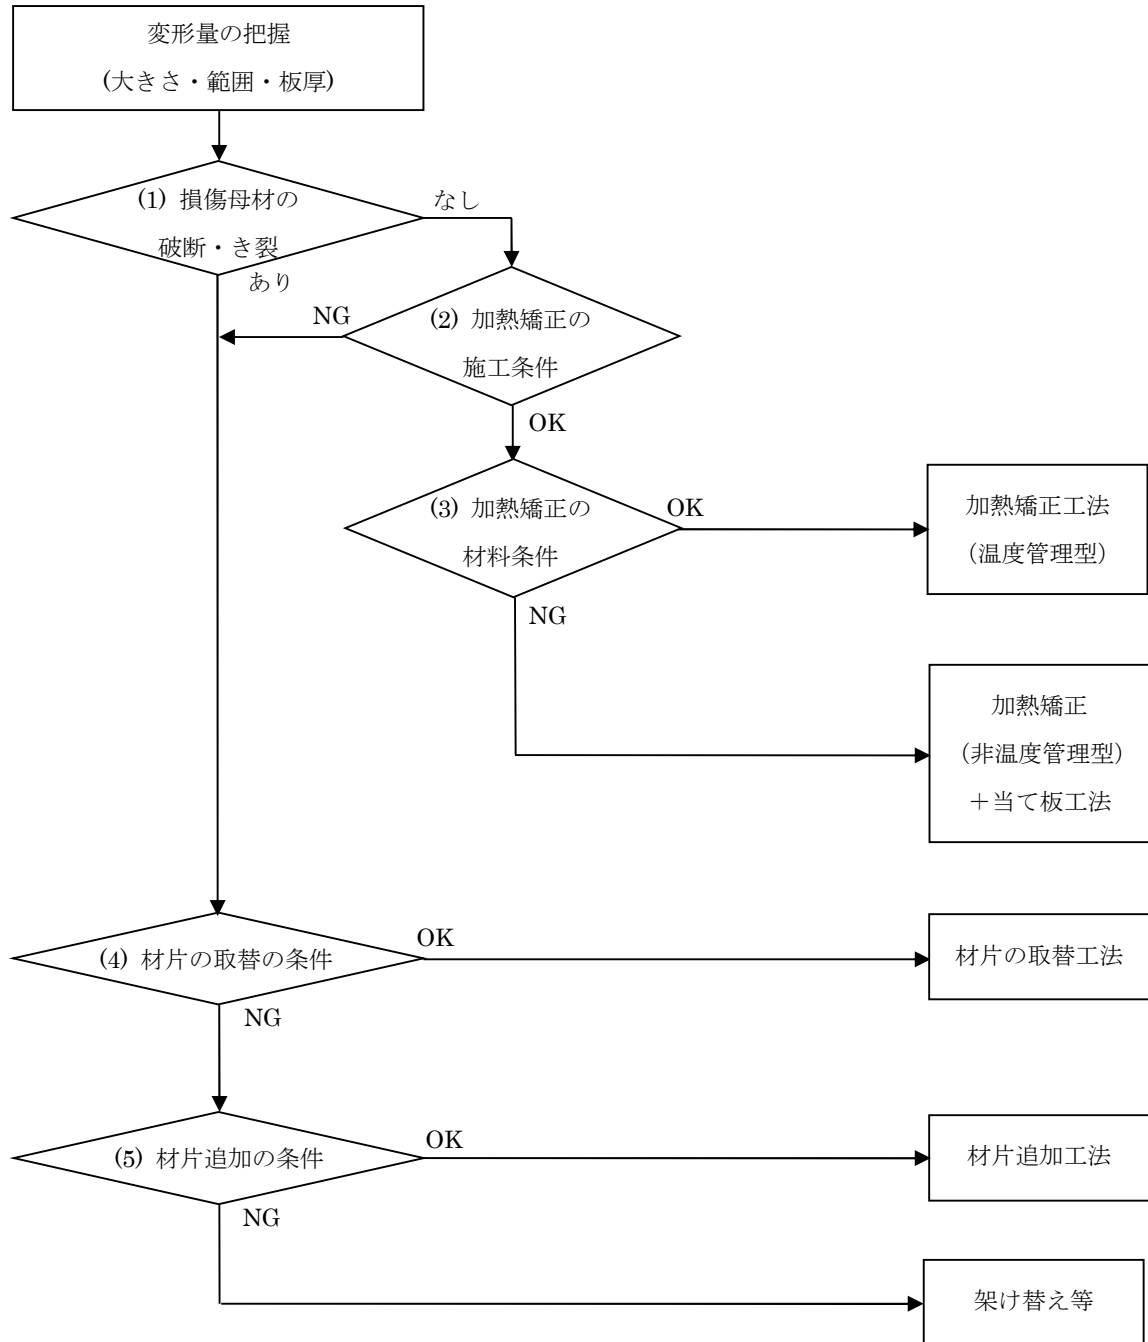 変形量の把握
(大きさ・範囲・板厚)
(1) 損傷母材の
破断・き裂
なし
あり
(2) 加熱矯正の
施工条件
NG
OK
(3) 加熱矯正の
材料条件
OK
加熱矯正工法
（温度管理型）
NG
加熱矯正
（非温度管理型）
＋当て板工法
(4) 材片の取替の条件
OK
材片の取替工法
NG
(5) 材片追加の条件
OK
材片追加工法
NG
架け替え等